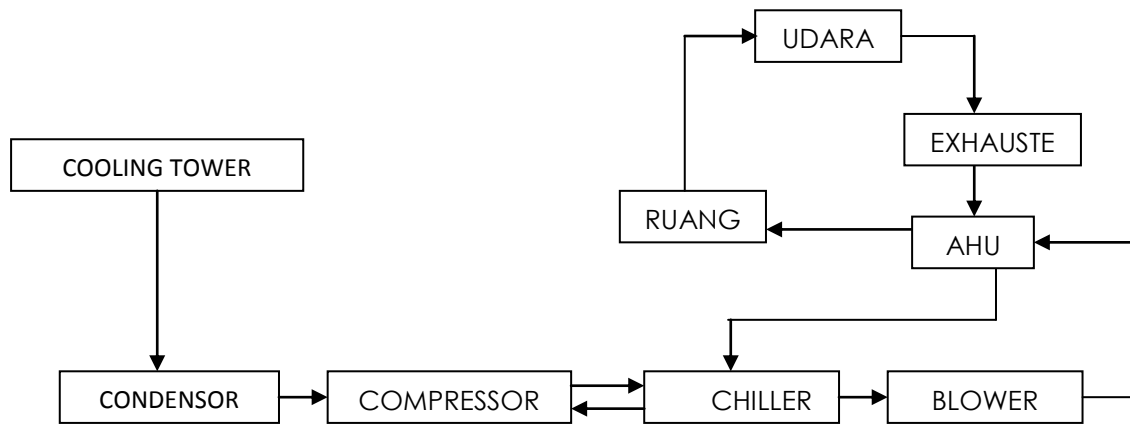 UDARA
EXHAUSTE
COOLING TOWER
RUANG
AHU
CONDENSOR
COMPRESSOR
CHILLER
BLOWER